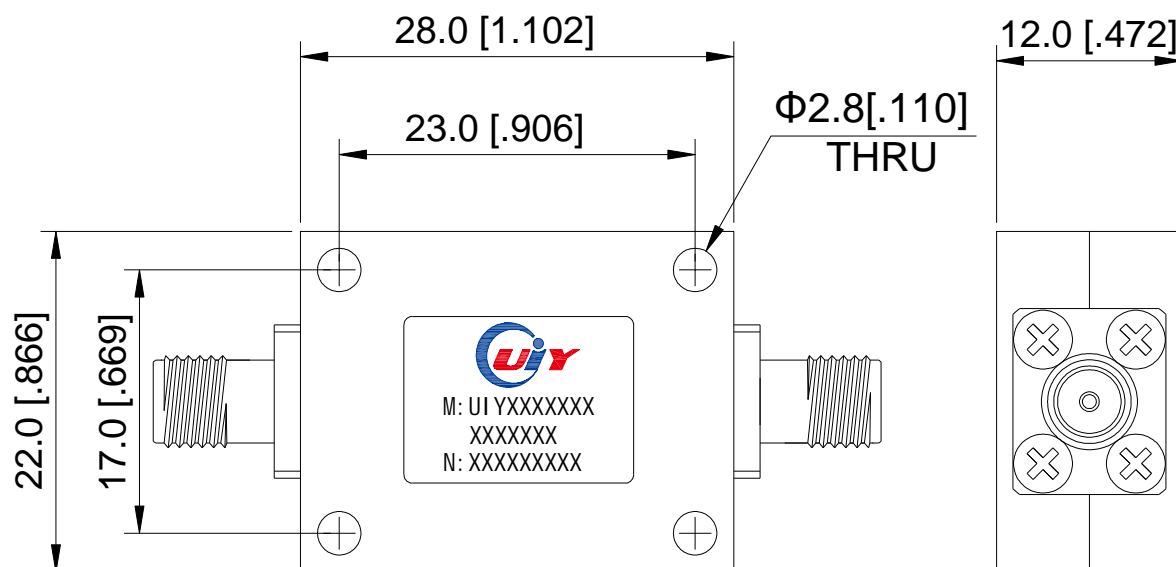 28.0 [1.102]
12.0 [.472]
23.0 [.906]
Φ2.8[.110]
THRU
22.0 [.866]
17.0 [.669]
UiY
M: UIYXXXXXXX
XXXXXXX
N: XXXXXXXXX